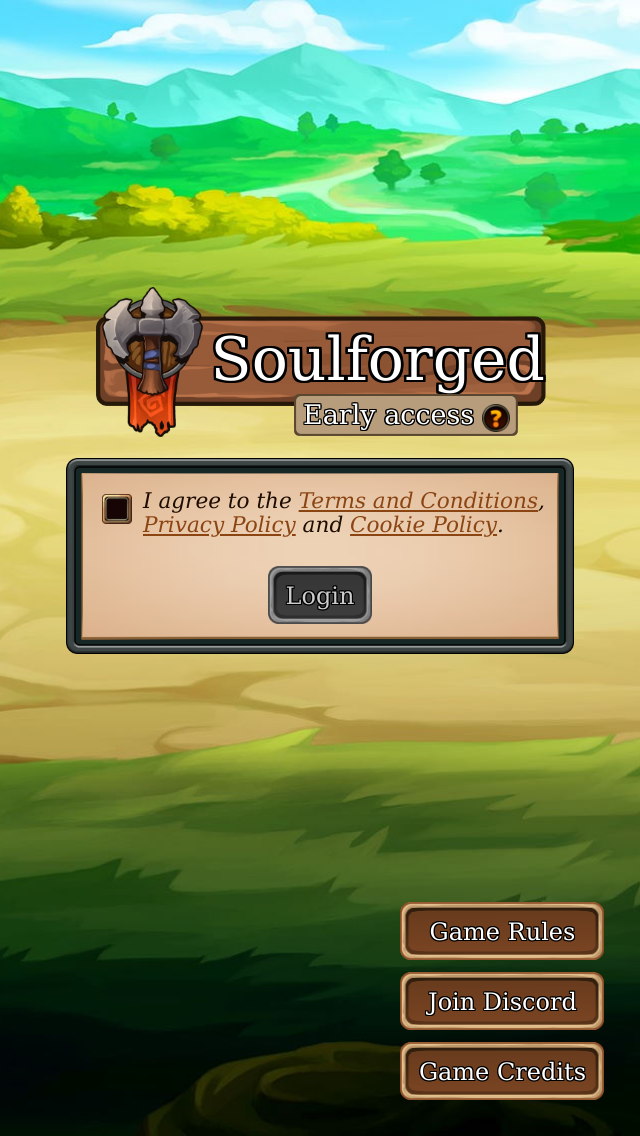 Soulforged
Early access ?
I agree to the Terms and Conditions,
Privacy Policy and Cookie Policy.
Login
Game Rules
Join Discord
Game Credits